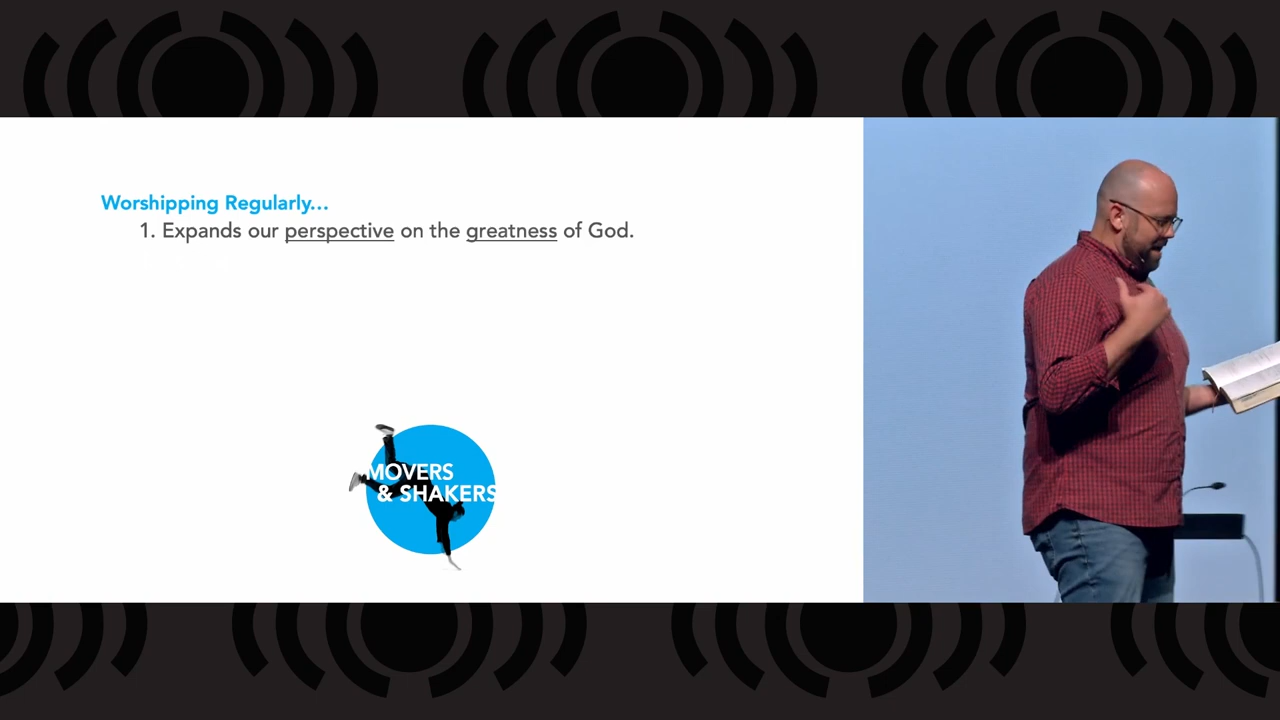 Worshipping Regularly...
1. Expands our perspective on the greatness of God.
MOVERS
& SHAKERS